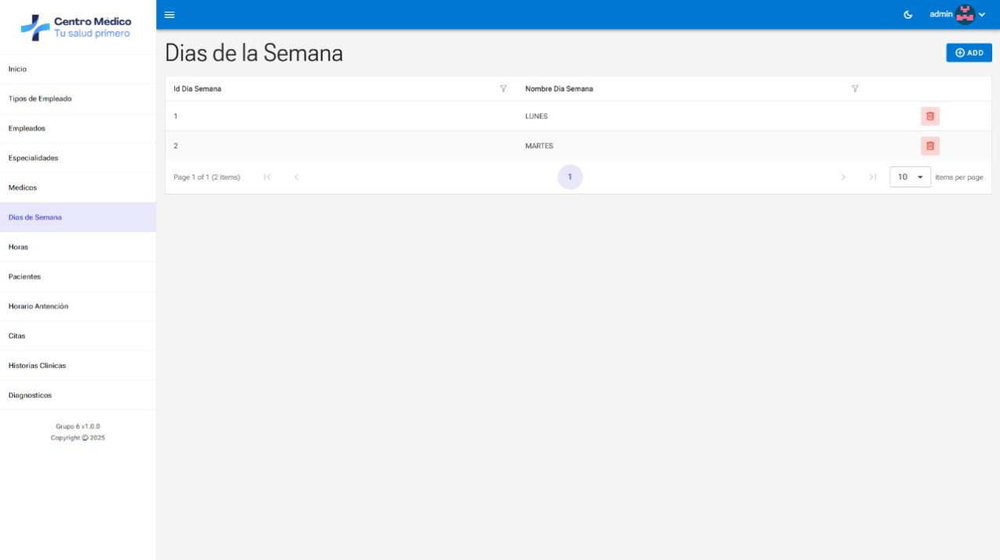 Centro Médico
Tu salud primero
admin
Inicio
Tipos de Empleado
Empleados
Especialidades
Medicos
Dias de Semana
Horas
Pacientes
Horario Antención
Citas
Historias Clinicas
Diagnosticos
Grupo 6 v1.0.0
Copyright © 2025
Dias de la Semana
ADD
Id Dia Semana Nombre Dia Semana
1 LUNES
2 MARTES
Page 1 of 1 (2 items) 1 10 items per page